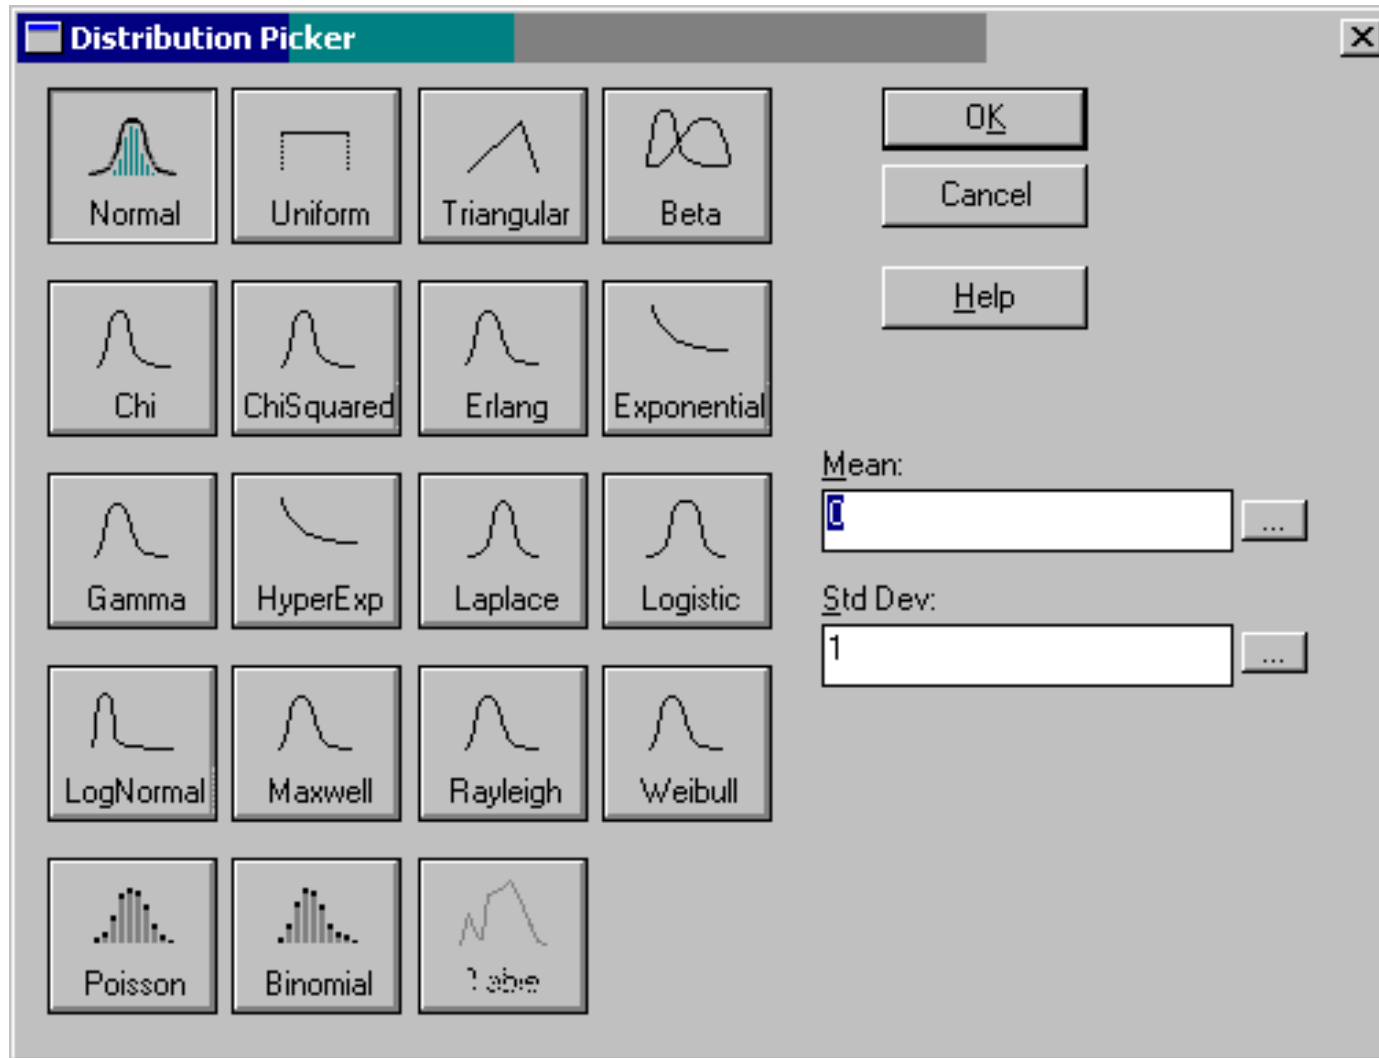 Distribution Picker
Normal
Uniform
Triangular
Beta
Chi
ChiSquared
Erlang
Exponential
Gamma
HyperExp
Laplace
Logistic
LogNormal
Maxwell
Rayleigh
Weibull
Poisson
Binomial
OK
Cancel
Help
Mean:
0
...
Std Dev:
1
...